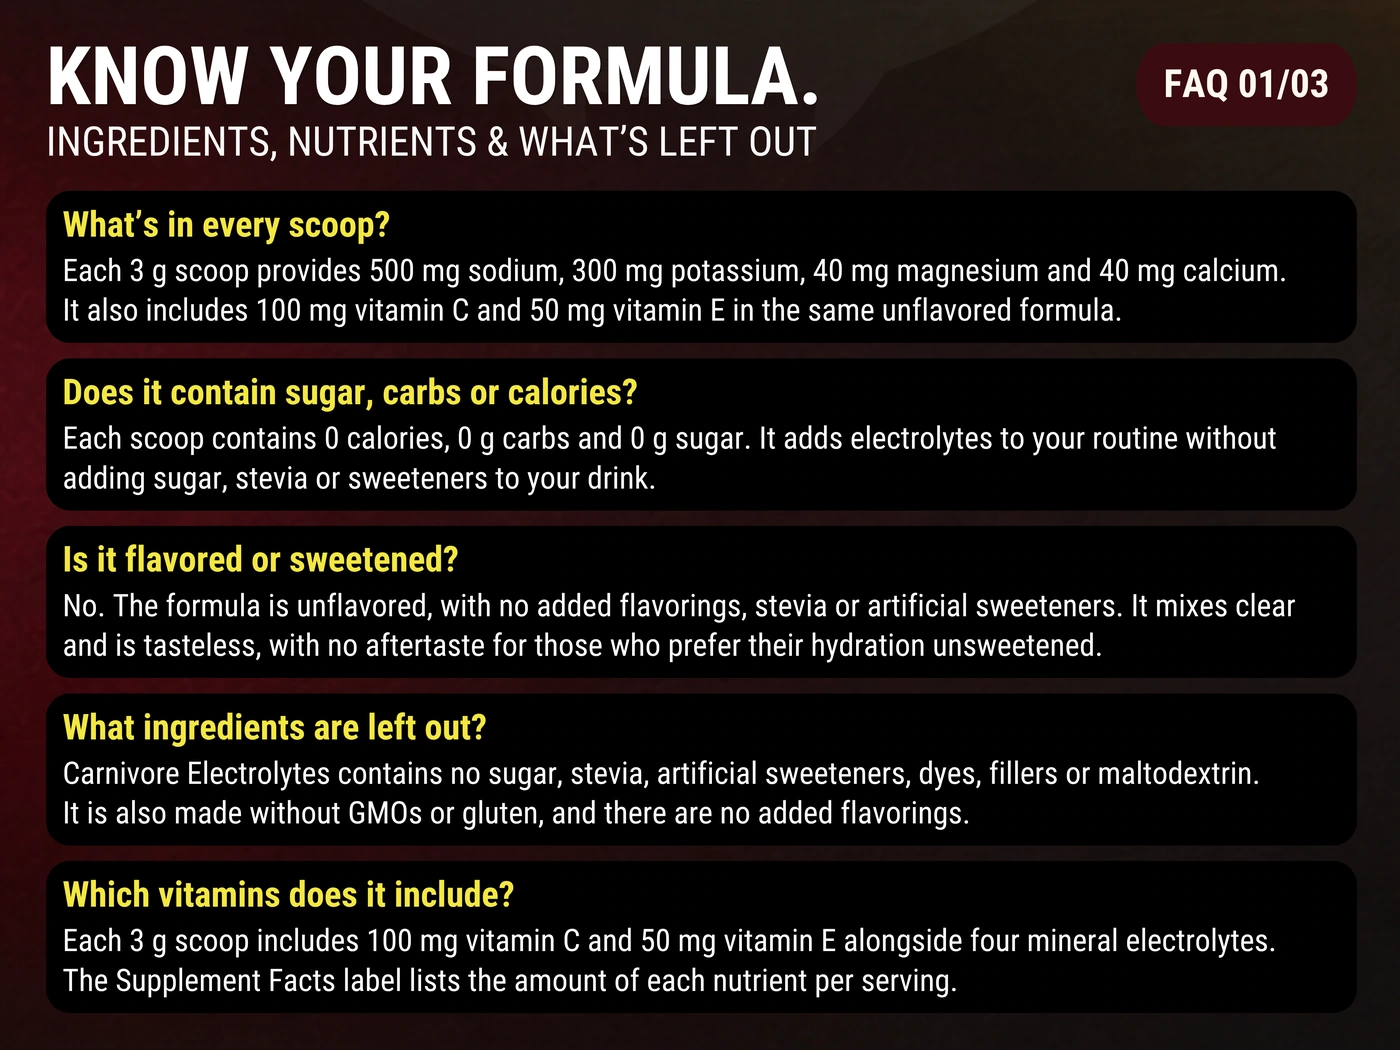 KNOW YOUR FORMULA.
FAQ 01/03
INGREDIENTS, NUTRIENTS & WHAT’S LEFT OUT
What’s in every scoop?
Each 3 g scoop provides 500 mg sodium, 300 mg potassium, 40 mg magnesium and 40 mg calcium.
It also includes 100 mg vitamin C and 50 mg vitamin E in the same unflavored formula.
Does it contain sugar, carbs or calories?
Each scoop contains 0 calories, 0 g carbs and 0 g sugar. It adds electrolytes to your routine without
adding sugar, stevia or sweeteners to your drink.
Is it flavored or sweetened?
No. The formula is unflavored, with no added flavorings, stevia or artificial sweeteners. It mixes clear
and is tasteless, with no aftertaste for those who prefer their hydration unsweetened.
What ingredients are left out?
Carnivore Electrolytes contains no sugar, stevia, artificial sweeteners, dyes, fillers or maltodextrin.
It is also made without GMOs or gluten, and there are no added flavorings.
Which vitamins does it include?
Each 3 g scoop includes 100 mg vitamin C and 50 mg vitamin E alongside four mineral electrolytes.
The Supplement Facts label lists the amount of each nutrient per serving.